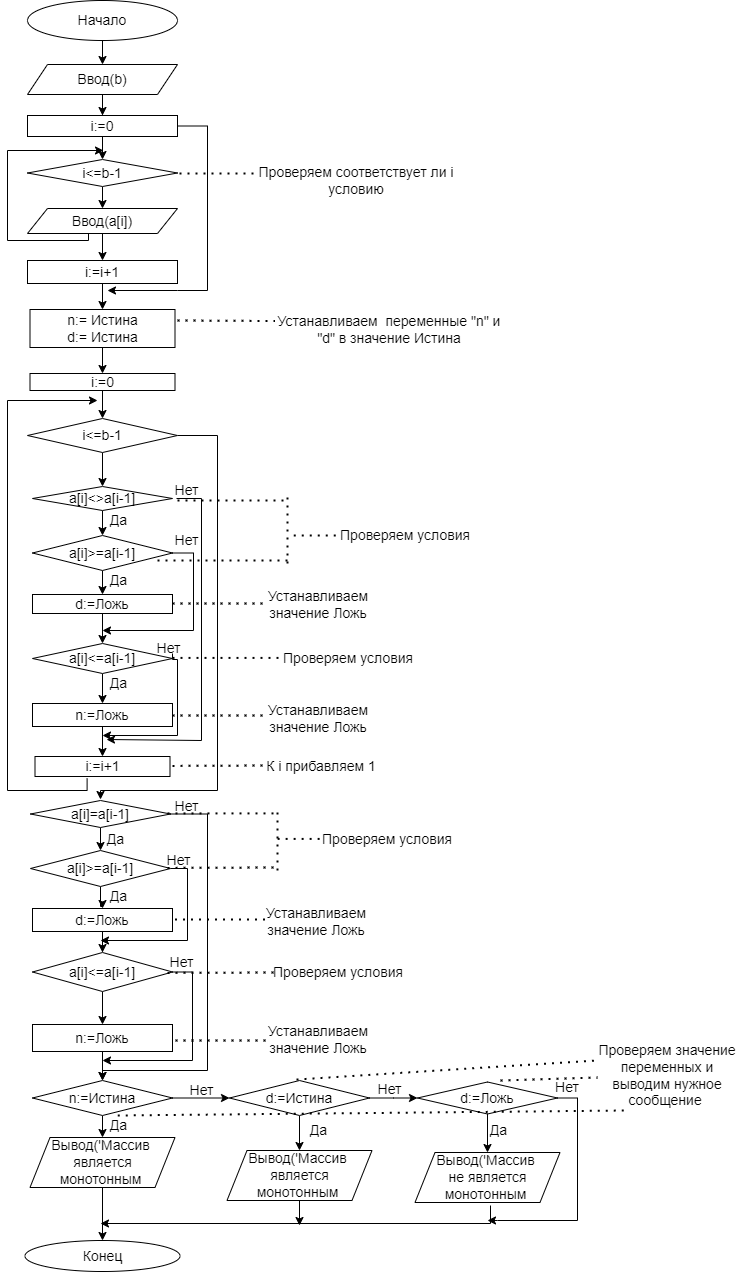 Начало
Ввод(b)
i:=0
i<=b-1
Проверяем соответствует ли i
условию
Ввод(a[i])
i:=i+1
n:= Истина
d:= Истина
Устанавливаем переменные "n" и
"d" в значение Истина
i:=0
i<=b-1
a[i]<>a[i-1]
Нет
Да
Проверяем условия
a[i]>=a[i-1]
Нет
Да
d:=Ложь
Устанавливаем
значение Ложь
a[i]<=a[i-1]
Нет
Проверяем условия
Да
n:=Ложь
Устанавливаем
значение Ложь
i:=i+1
К i прибавляем 1
a[i]=a[i-1]
Нет
Да
Проверяем условия
a[i]>=a[i-1]
Нет
Да
d:=Ложь
Устанавливаем
значение Ложь
a[i]<=a[i-1]
Нет
Проверяем условия
n:=Ложь
Устанавливаем
значение Ложь
Проверяем значение
переменных и
выводим нужное
сообщение
n:=Истина
Нет
d:=Истина
Нет
d:=Ложь
Нет
Да
Да
Да
Вывод('Массив
является
монотонным
Вывод('Массив
является
монотонным
Вывод('Массив
не является
монотонным
Конец